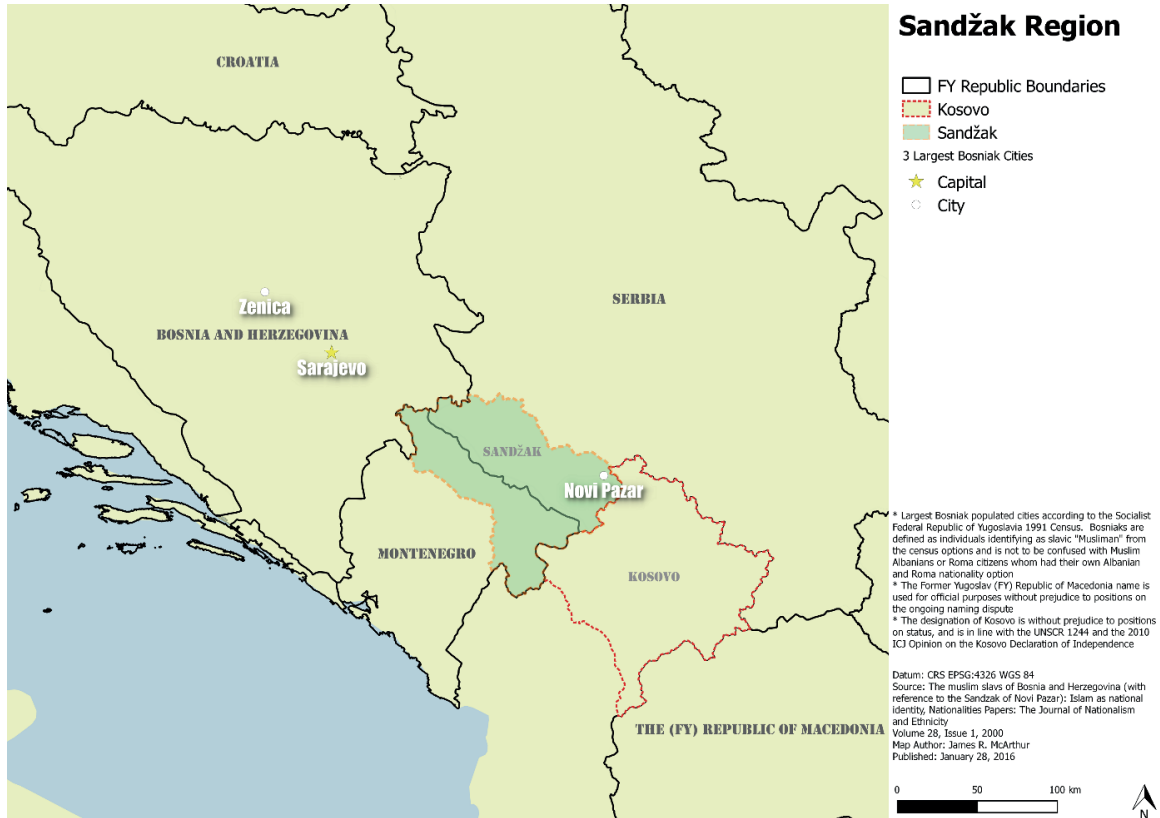 Sandžak Region
FY Republic Boundaries
Kosovo
Sandžak
3 Largest Bosniak Cities
Capital
City
CROATIA
SERBIA
Zenica
BOSNIA AND HERZEGOVINA
Sarajevo
SANDŽAK
Novi Pazar
MONTENEGRO
KOSOVO
THE (FY) REPUBLIC OF MACEDONIA
* Largest Bosniak populated cities according to the Socialist
Federal Republic of Yugoslavia 1991 Census. Bosniaks are
defined as individuals identifying as slavic "Musliman" from
the census options and is not to be confused with Muslim
Albanians or Roma citizens whom had their own Albanian
and Roma nationality option
* The Former Yugoslav (FY) Republic of Macedonia name is
used for official purposes without prejudice to positions on
the ongoing naming dispute
* The designation of Kosovo is without prejudice to positions
on status, and is in line with the UNSCR 1244 and the 2010
ICJ Opinion on the Kosovo Declaration of Independence
Datum: CRS EPSG:4326 WGS 84
Source: The muslim slavs of Bosnia and Herzegovina (with
reference to the Sandzak of Novi Pazar): Islam as national
identity, Nationalities Papers: The Journal of Nationalism
and Ethnicity
Volume 28, Issue 1, 2000
Map Author: James R. McArthur
Published: January 28, 2016
0 50 100 km
N